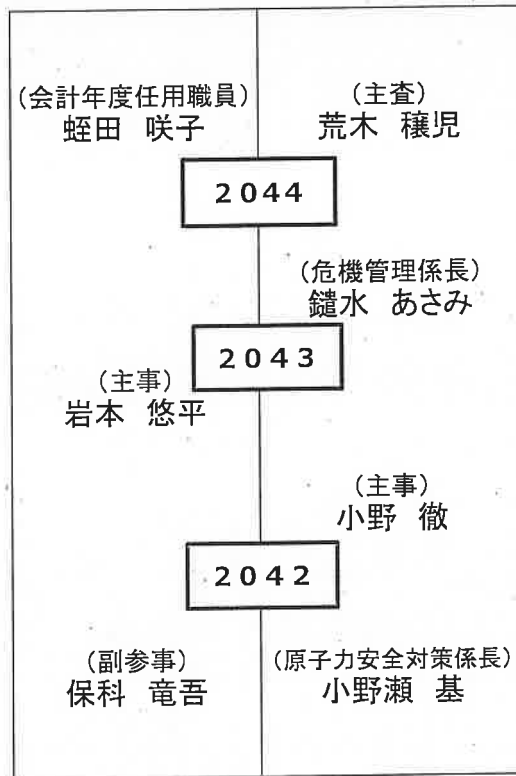 (会計年度任用職員)
蛭田 咲子
(主査)
荒木 穣児
2044
(危機管理係長)
鑓水 あさみ
2043
(主事)
岩本 悠平
(主事)
小野 徹
2042
(副参事)
保科 竜吾
(原子力安全対策係長)
小野瀬 基